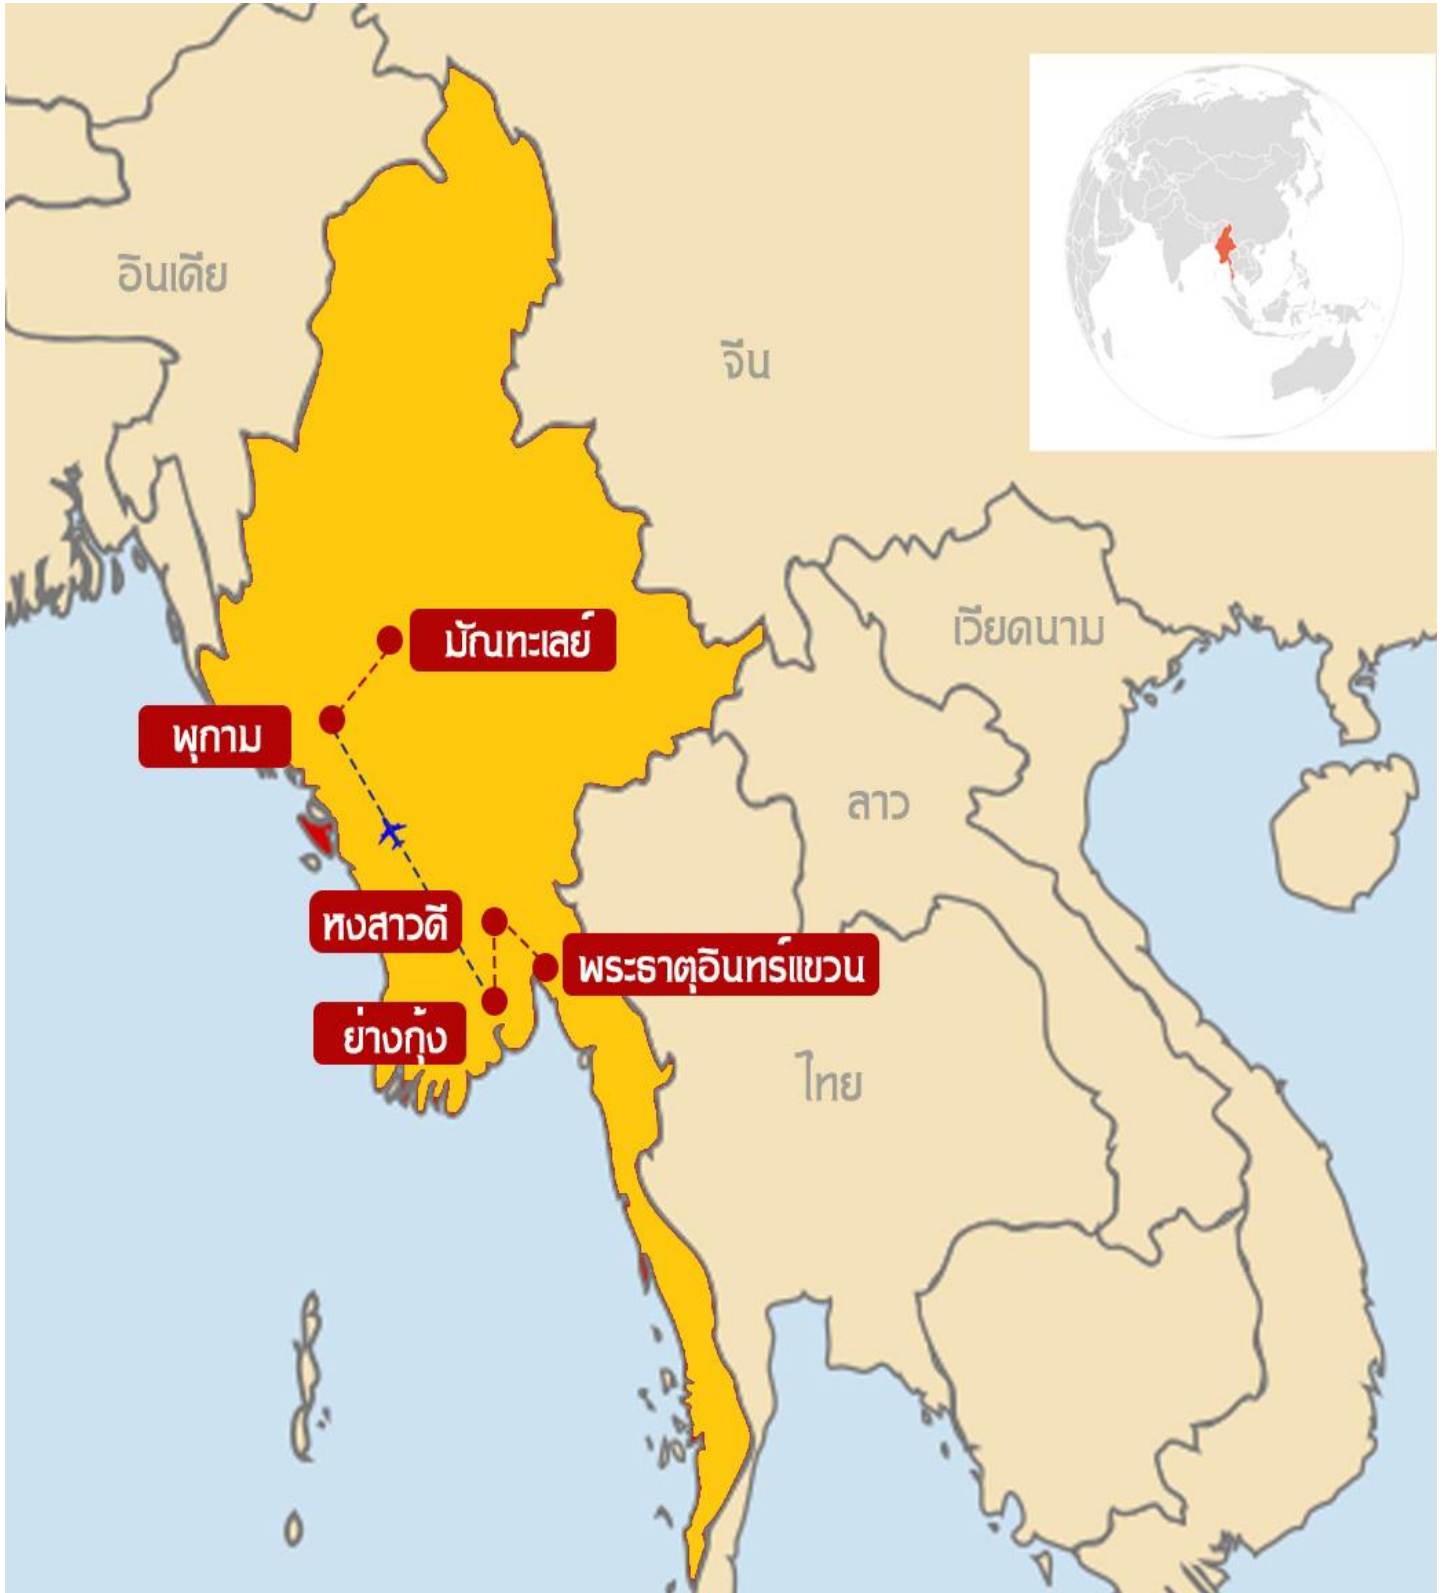 อินเดีย
จีน
เวียดนาม
มัณฑะเลย์
พุกาม
ลาว
หงสาวดี
พระธาตุอินทร์แขวน
ย่างกุ้ง
ไทย